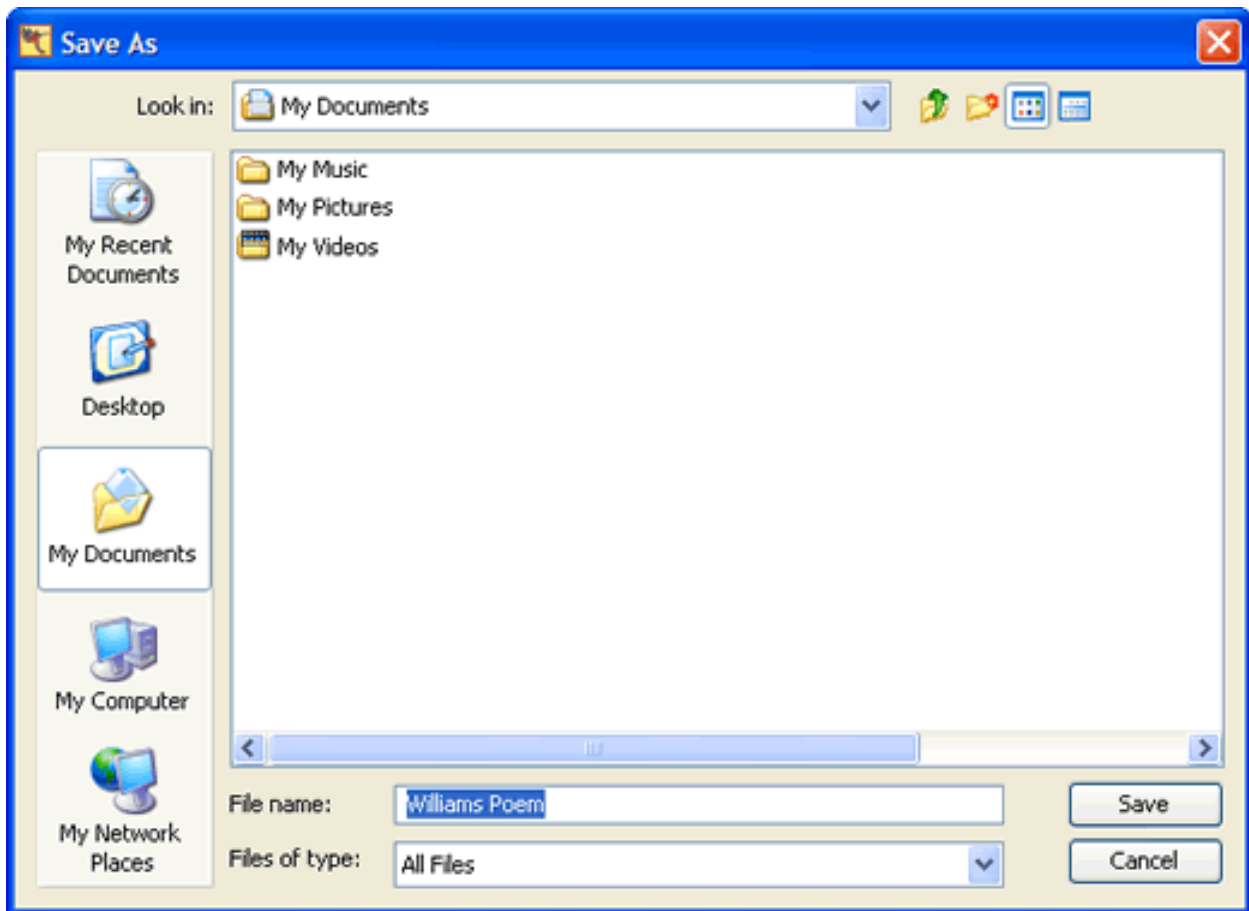 Save As
Look in:
My Documents
My Recent
Documents
Desktop
My Documents
My Computer
My Network
Places
My Music
My Pictures
My Videos
File name:
Williams Poem
Save
Files of type:
All Files
Cancel